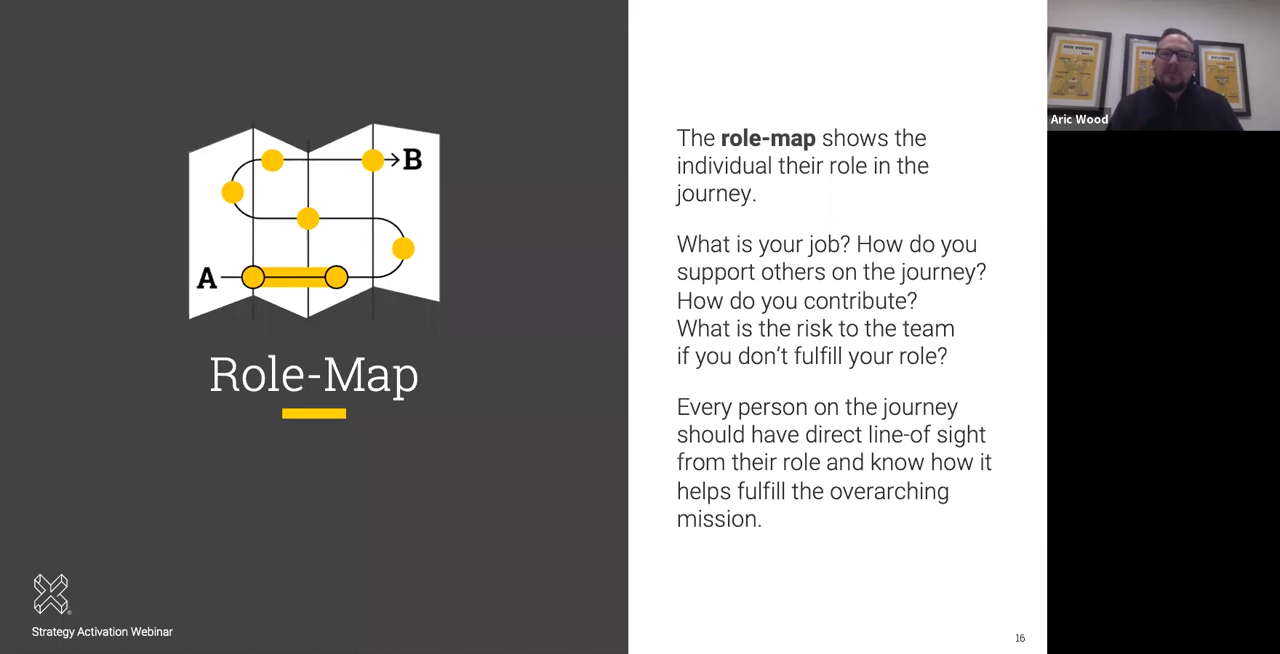 B
A
Role-Map
Strategy Activation Webinar
The role-map shows the
individual their role in the
journey.
What is your job? How do you
support others on the journey?
How do you contribute?
What is the risk to the team
if you don’t fulfill your role?
Every person on the journey
should have direct line-of sight
from their role and know how it
helps fulfill the overarching
mission.
16
Aric Wood